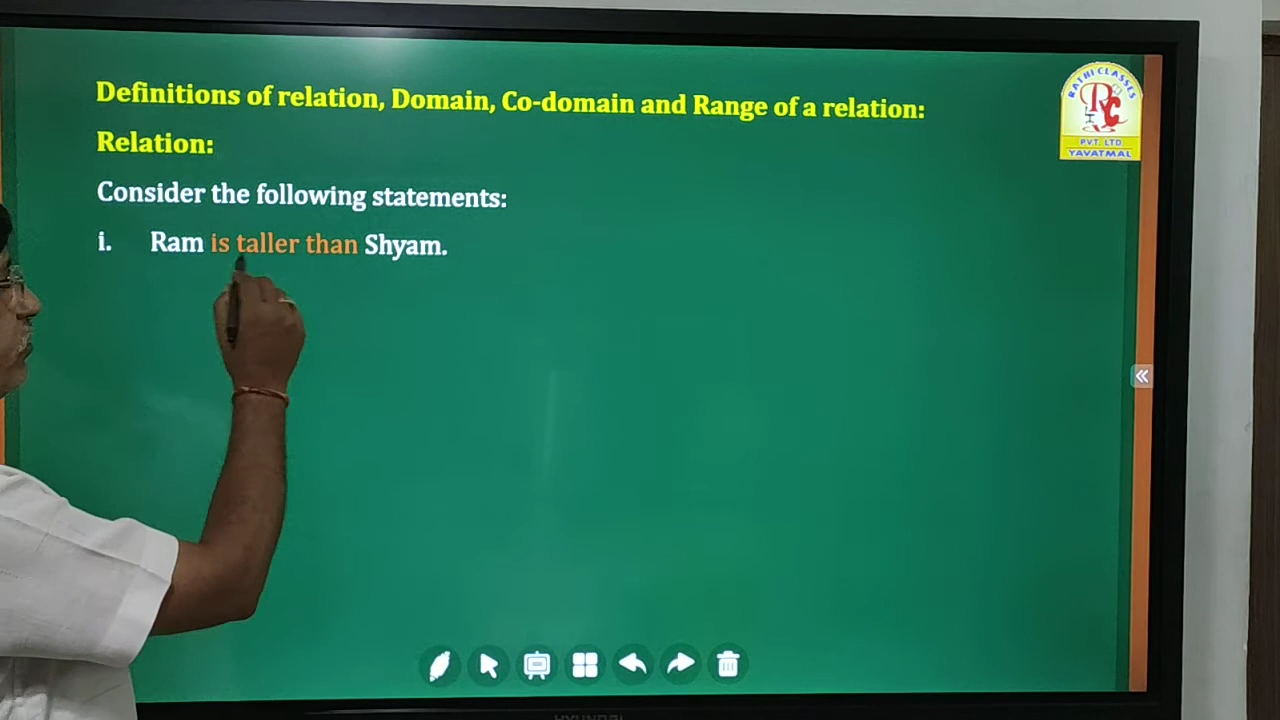 Definitions of relation, Domain, Co-domain and Range of a relation:
Relation:
Consider the following statements:
i. Ram is taller than Shyam.
RATHI CLASSES
PVT. LTD.
YAVATMAL